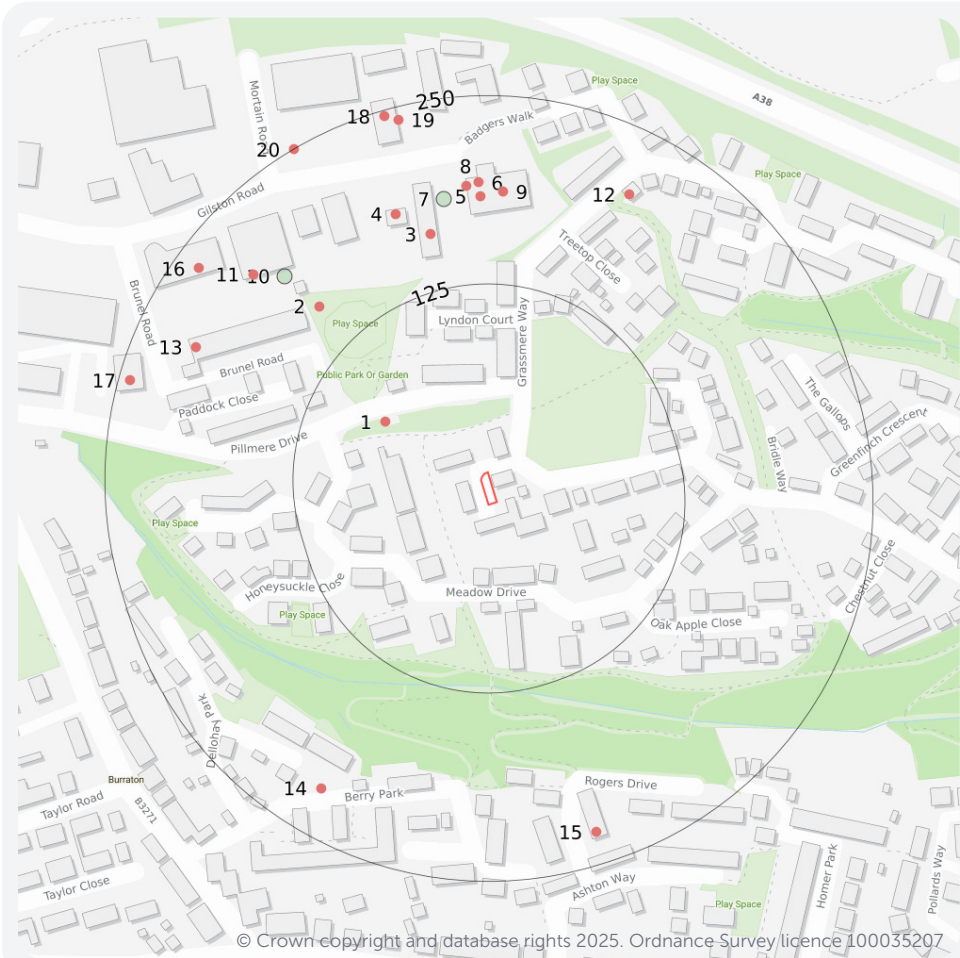 Play Space
A38
250
18
19
Badgers Walk
Mortain Road
20
8
6
7
5
9
12
Play Space
Gilston Road
4
3
Treetop Close
16
11
10
125
2
Play Space
Lyndon Court
Grassmere Way
Brunel Road
13
Brunel Road
Public Park Or Garden
17
Paddock Close
1
The Gallops
Greenfinch Crescent
Pillmere Drive
Bridle Way
Play Space
Honeysuckle Close
Meadow Drive
Chestnut Close
Play Space
Oak Apple Close
Dellohay Park
Burraton
14
Berry Park
Rogers Drive
Taylor Road
B3271
15
Taylor Close
Ashton Way
Homer Park
Pollards Way
Play Space
© Crown copyright and database rights 2025. Ordnance Survey licence 100035207